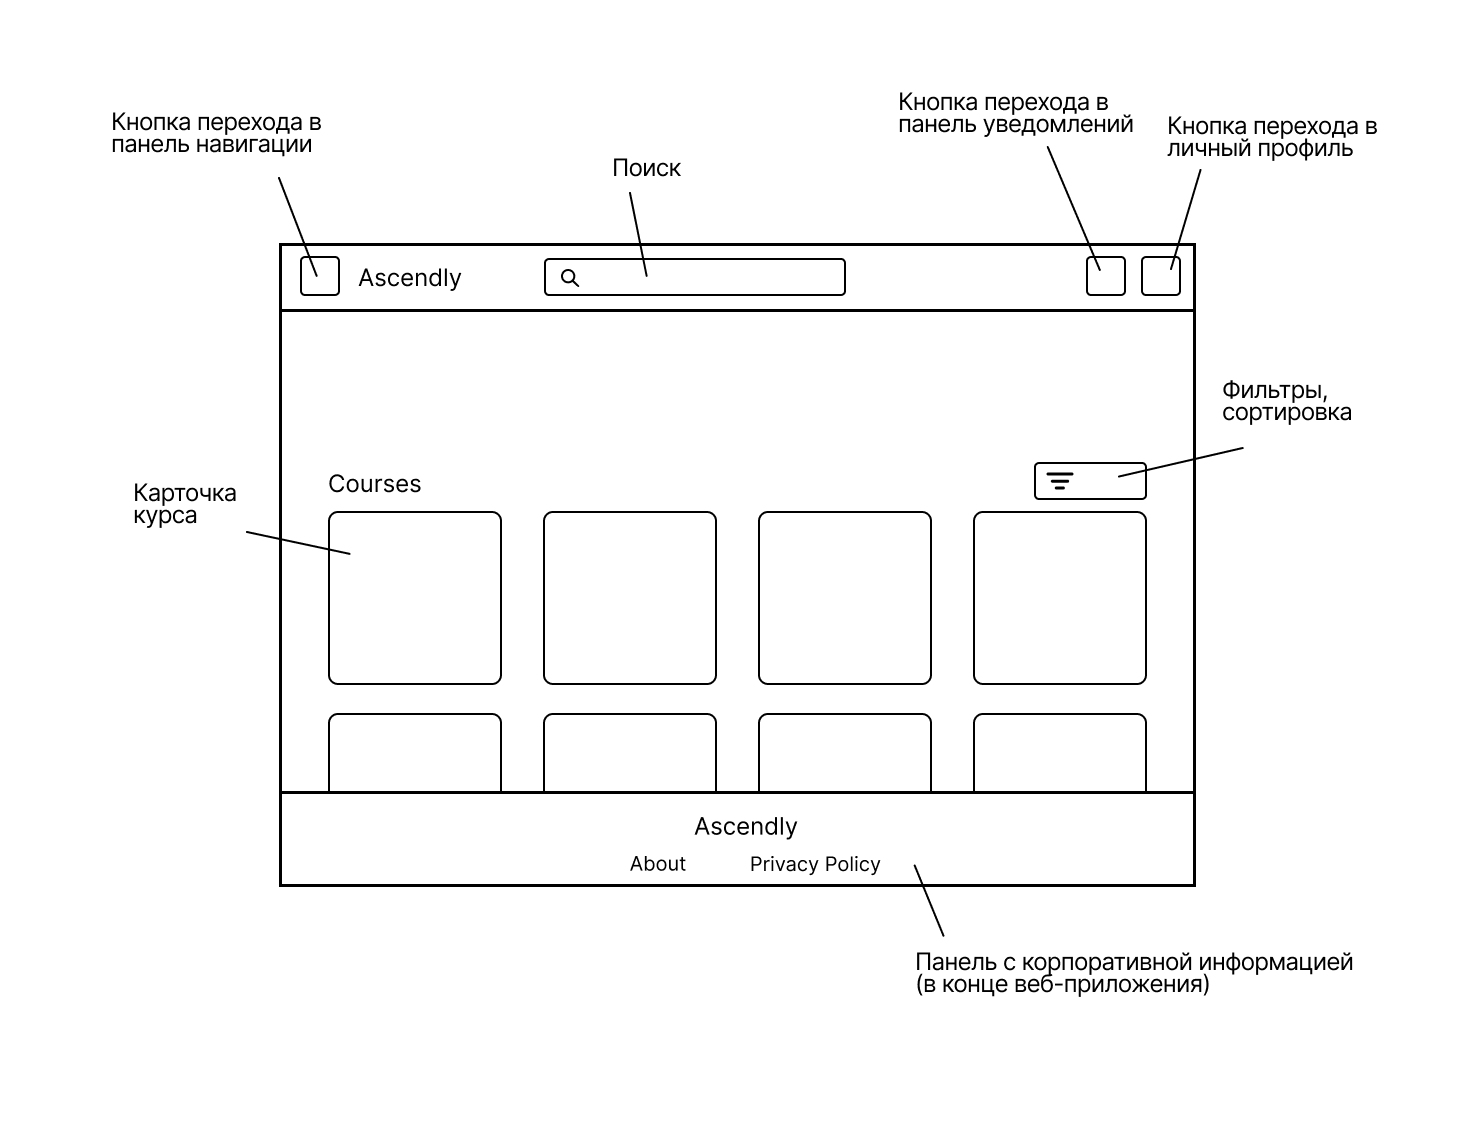 Кнопка перехода в
панель уведомлений
Кнопка перехода в
панель навигации
Кнопка перехода в
личный профиль
Поиск
Ascendly
Фильтры,
сортировка
Courses
Карточка
курса
Ascendly
About
Privacy Policy
Панель с корпоративной информацией
(в конце веб-приложения)